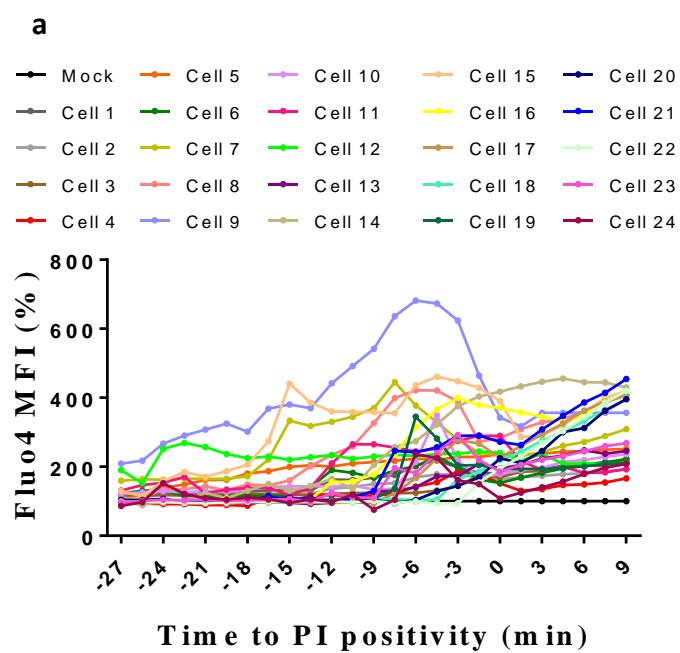 a
Mock Cell 5 Cell 10 Cell 15 Cell 20
Cell 1 Cell 6 Cell 11 Cell 16 Cell 21
Cell 2 Cell 7 Cell 12 Cell 17 Cell 22
Cell 3 Cell 8 Cell 13 Cell 18 Cell 23
Cell 4 Cell 9 Cell 14 Cell 19 Cell 24
800
600
400
200
0
Fluo4 MFI (%)
-27 -24 -21 -18 -15 -12 -9 -6 -3 0 3 6 9
Time to PI positivity (min)